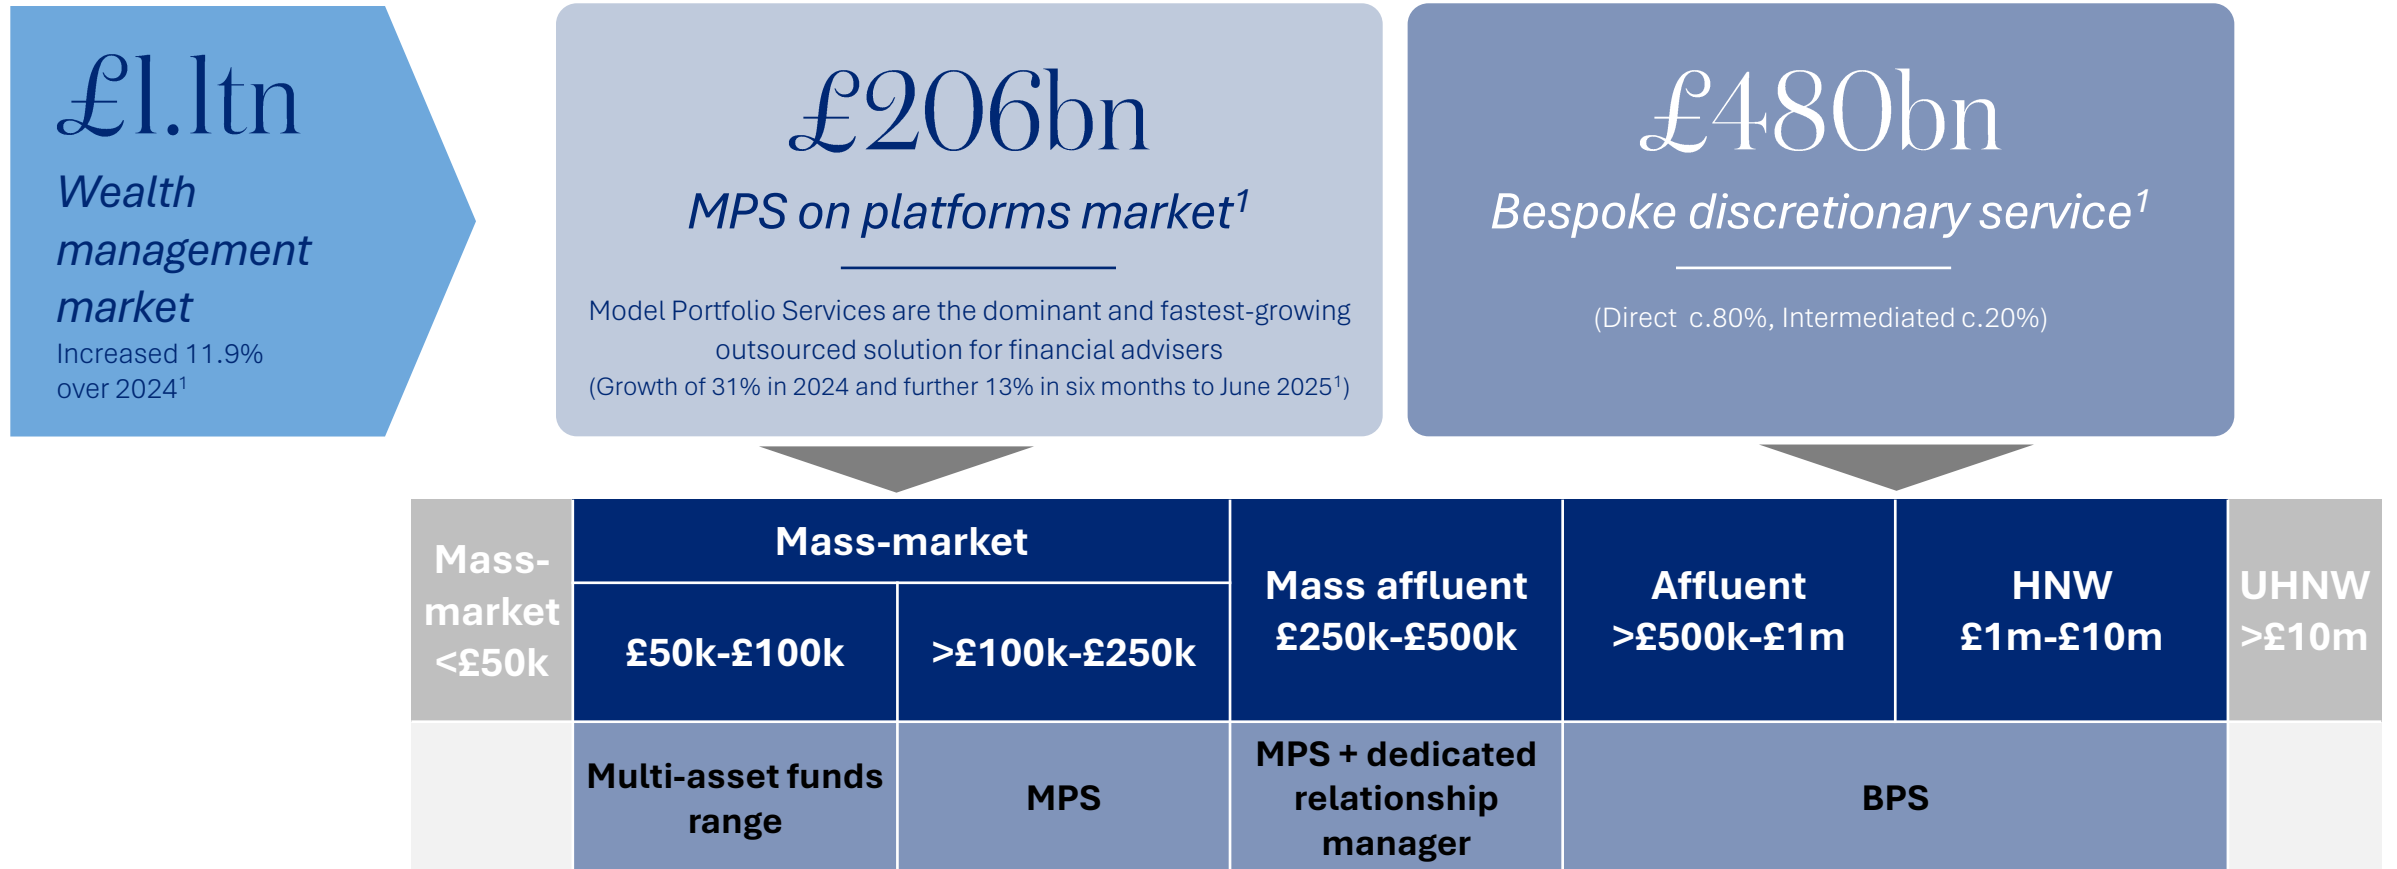 £1.1tn
Wealth
management
market
Increased 11.9%
over 2024¹
£206bn
MPS on platforms market¹
Model Portfolio Services are the dominant and fastest-growing
outsourced solution for financial advisers
(Growth of 31% in 2024 and further 13% in six months to June 2025¹)
£480bn
Bespoke discretionary service¹
(Direct c.80%, Intermediated c.20%)
Mass-
market
<£50k
Mass-market
£50k-£100k
>£100k-£250k
Mass affluent
£250k-£500k
Affluent
>£500k-£1m
HNW
£1m-£10m
UHNW
>£10m
Multi-asset funds
range
MPS
MPS + dedicated
relationship
manager
BPS